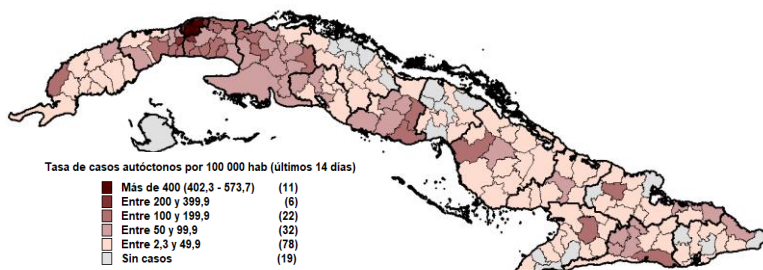 Tasa de casos autóctonos por 100 000 hab (últimos 14 días)
Más de 400 (402,3 - 573,7) (11)
Entre 200 y 399,9 (6)
Entre 100 y 199,9 (22)
Entre 50 y 99,9 (32)
Entre 2,3 y 49,9 (78)
Sin casos (19)